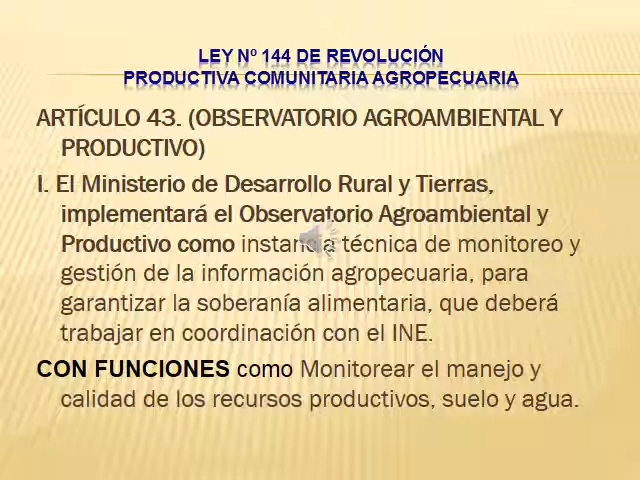 LEY Nº 144 DE REVOLUCIÓN
PRODUCTIVA COMUNITARIA AGROPECUARIA
ARTÍCULO 43. (OBSERVATORIO AGROAMBIENTAL Y
PRODUCTIVO)
I. El Ministerio de Desarrollo Rural y Tierras,
implementará el Observatorio Agroambiental y
Productivo como instancia técnica de monitoreo y
gestión de la información agropecuaria, para
garantizar la soberanía alimentaria, que deberá
trabajar en coordinación con el INE.
CON FUNCIONES como Monitorear el manejo y
calidad de los recursos productivos, suelo y agua.